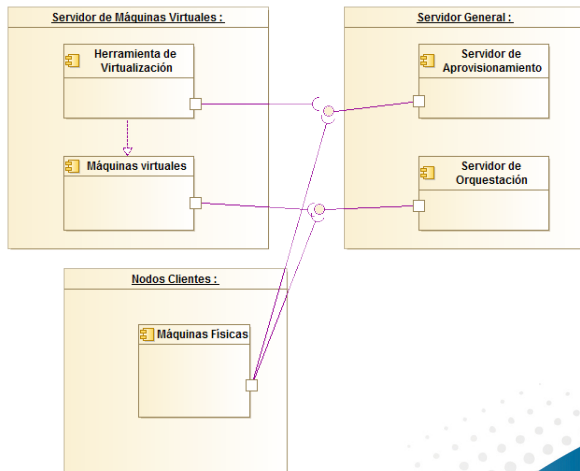 Servidor de Máquinas Virtuales :
Herramienta de
Virtualización
Máquinas virtuales
Servidor General :
Servidor de
Aprovisionamiento
Servidor de
Orquestación
Nodos Clientes :
Máquinas Físicas